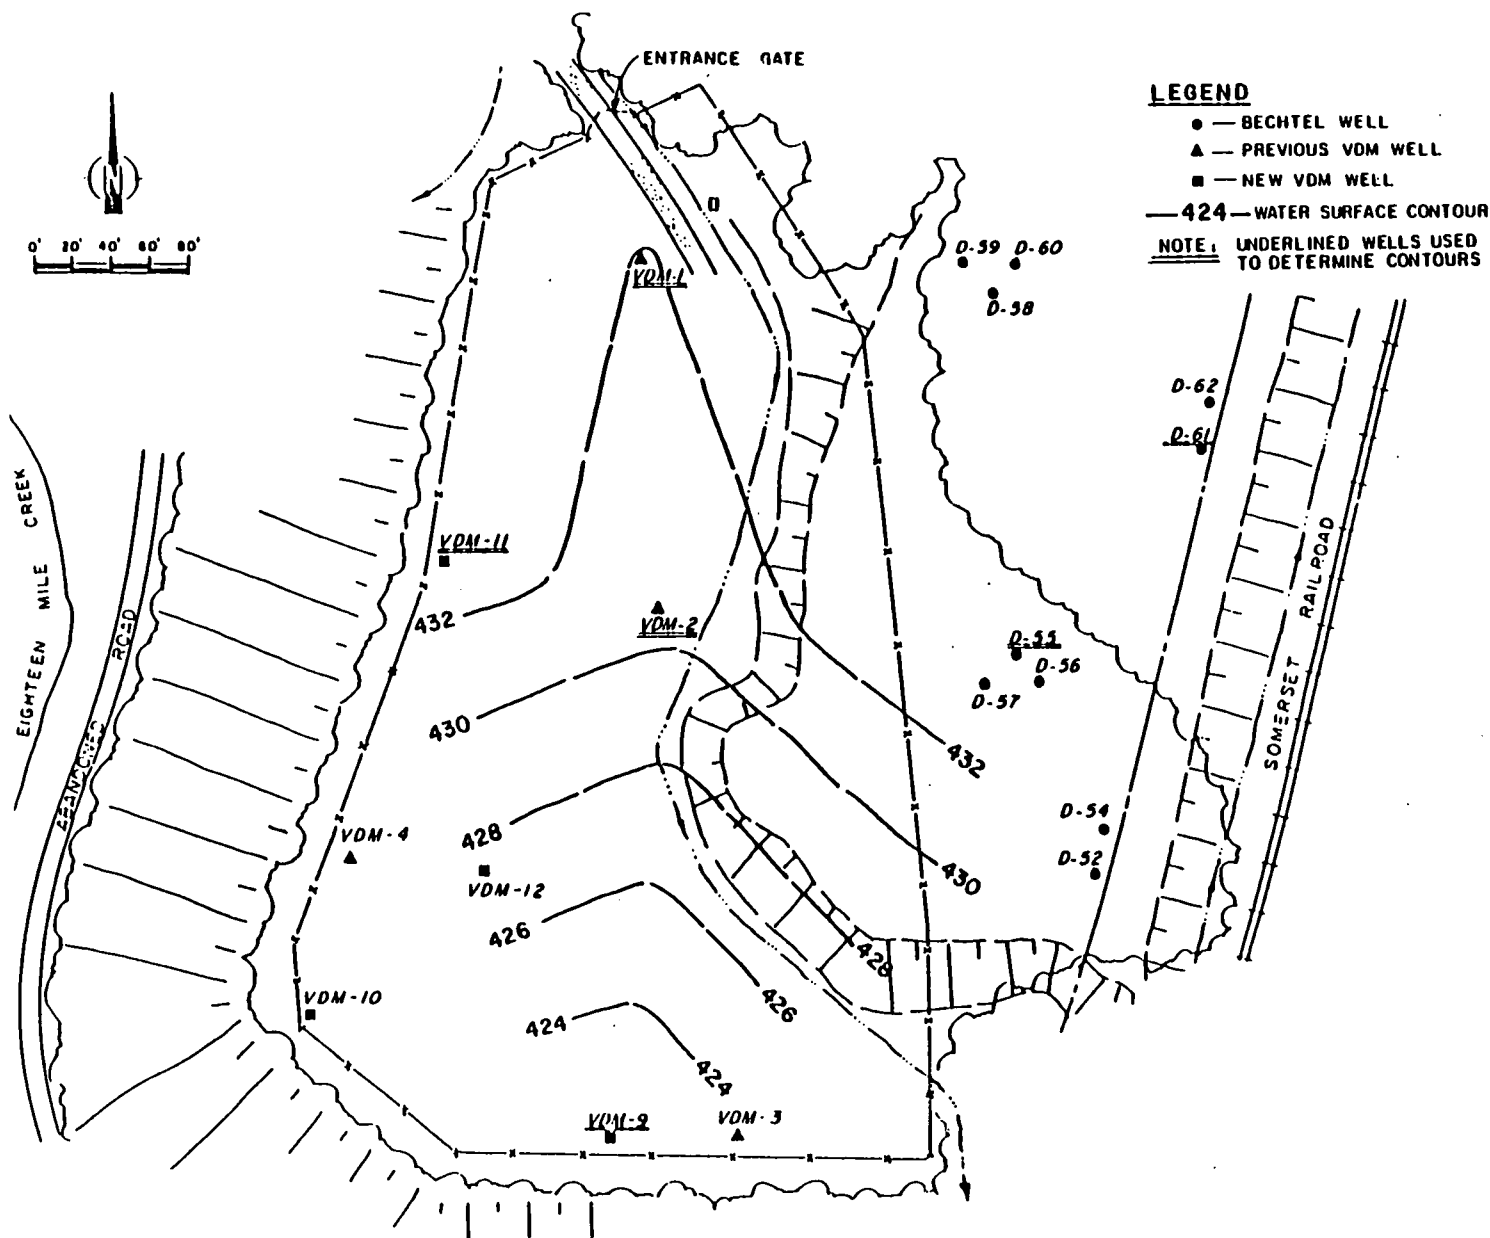 ENTRANCE GATE
LEGEND
● — BECHTEL WELL
▲ — PREVIOUS VDM WELL
■ — NEW VDM WELL
— 424 — WATER SURFACE CONTOUR
NOTE: UNDERLINED WELLS USED
TO DETERMINE CONTOURS
N
0' 20' 40' 60' 80'
D-59
D-60
D-58
VDM-1
D-62
D-61
EIGHTEEN MILE CREEK
VDM-11
432
VDM-2
D-55
D-56
D-57
SOMERSET RAILROAD
430
432
VDM-4
428
D-54
D-52
VDM-12
430
426
428
VDM-10
426
424
424
VDM-9
VDM-3